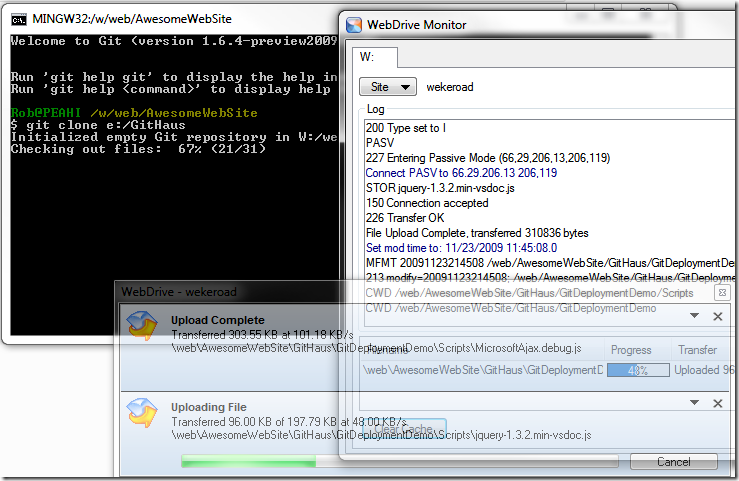 MINGW32:/w/web/AwesomeWebSite
Welcome to Git (version 1.6.4-preview2009
Run 'git help git' to display the help in
Run 'git help <command>' to display help
Rob@PEAHI /w/web/AwesomeWebSite
$ git clone e:/GitHaus
Initialized empty Git repository in W:/we
Checking out files: 67% (21/31)
WebDrive Monitor
W:
Site
wekeroad
Log
200 Type set to I
PASV
227 Entering Passive Mode (66,29,206,13,206,119)
Connect PASV to 66.29.206.13 206,119
STOR jquery-1.3.2.min-vsdoc.js
150 Connection accepted
226 Transfer OK
File Upload Complete, transferred 310836 bytes
Set mod time to: 11/23/2009 11:45:08.0
MFMT 20091123214508 /web/AwesomeWebSite/GitHaus/GitDeploymentDemo
213 modify=20091123214508; /web/AwesomeWebSite/GitHaus/GitDeployment
CWD /web/AwesomeWebSite/GitHaus/GitDeploymentDemo/Scripts
CWD /web/AwesomeWebSite/GitHaus/GitDeploymentDemo
Filename
Progress
Transfer
\web\AwesomeWebSite\GitHaus\GitDeploymentD
48%
Uploaded 96
Clear Cache
WebDrive - wekeroad
Upload Complete
Transferred 303.55 KB at 101.18 KB/s
\web\AwesomeWebSite\GitHaus\GitDeploymentDemo\Scripts\MicrosoftAjax.debug.js
Uploading File
Transferred 96.00 KB of 197.79 KB at 48.00 KB/s
\web\AwesomeWebSite\GitHaus\GitDeploymentDemo\Scripts\jquery-1.3.2.min-vsdoc.js
Cancel